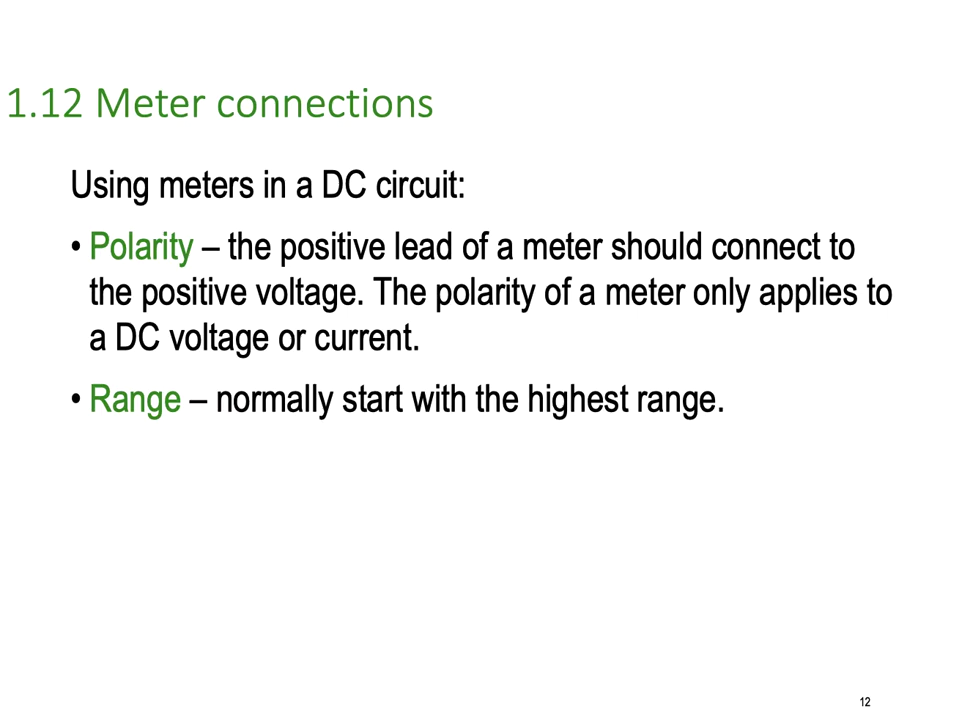 1.12 Meter connections
Using meters in a DC circuit:
• Polarity – the positive lead of a meter should connect to
the positive voltage. The polarity of a meter only applies to
a DC voltage or current.
• Range – normally start with the highest range.
12